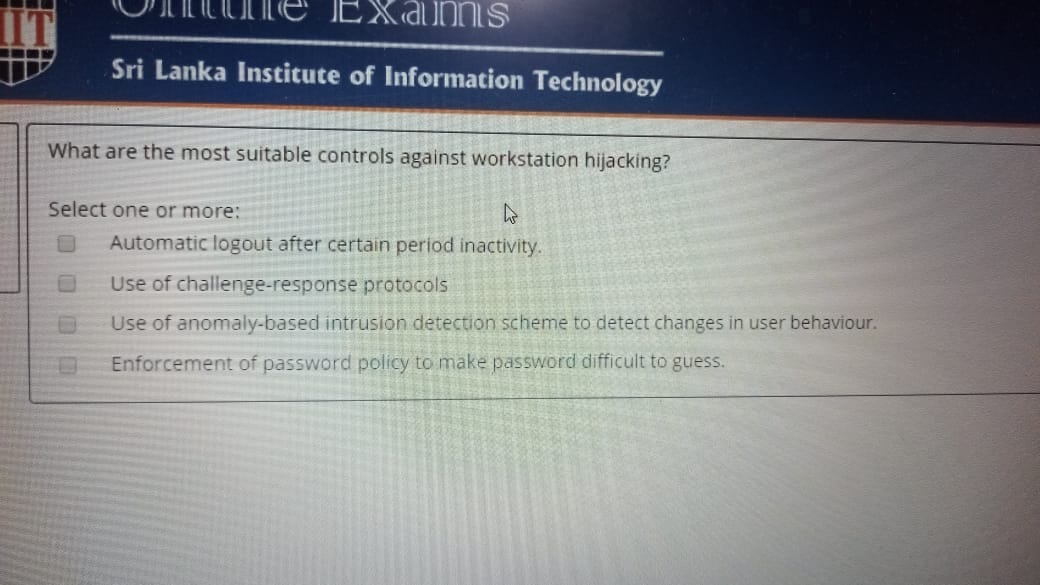 IIT
Online Exams
Sri Lanka Institute of Information Technology
What are the most suitable controls against workstation hijacking?
Select one or more:
Automatic logout after certain period inactivity.
Use of challenge-response protocols
Use of anomaly-based intrusion detection scheme to detect changes in user behaviour.
Enforcement of password policy to make password difficult to guess.